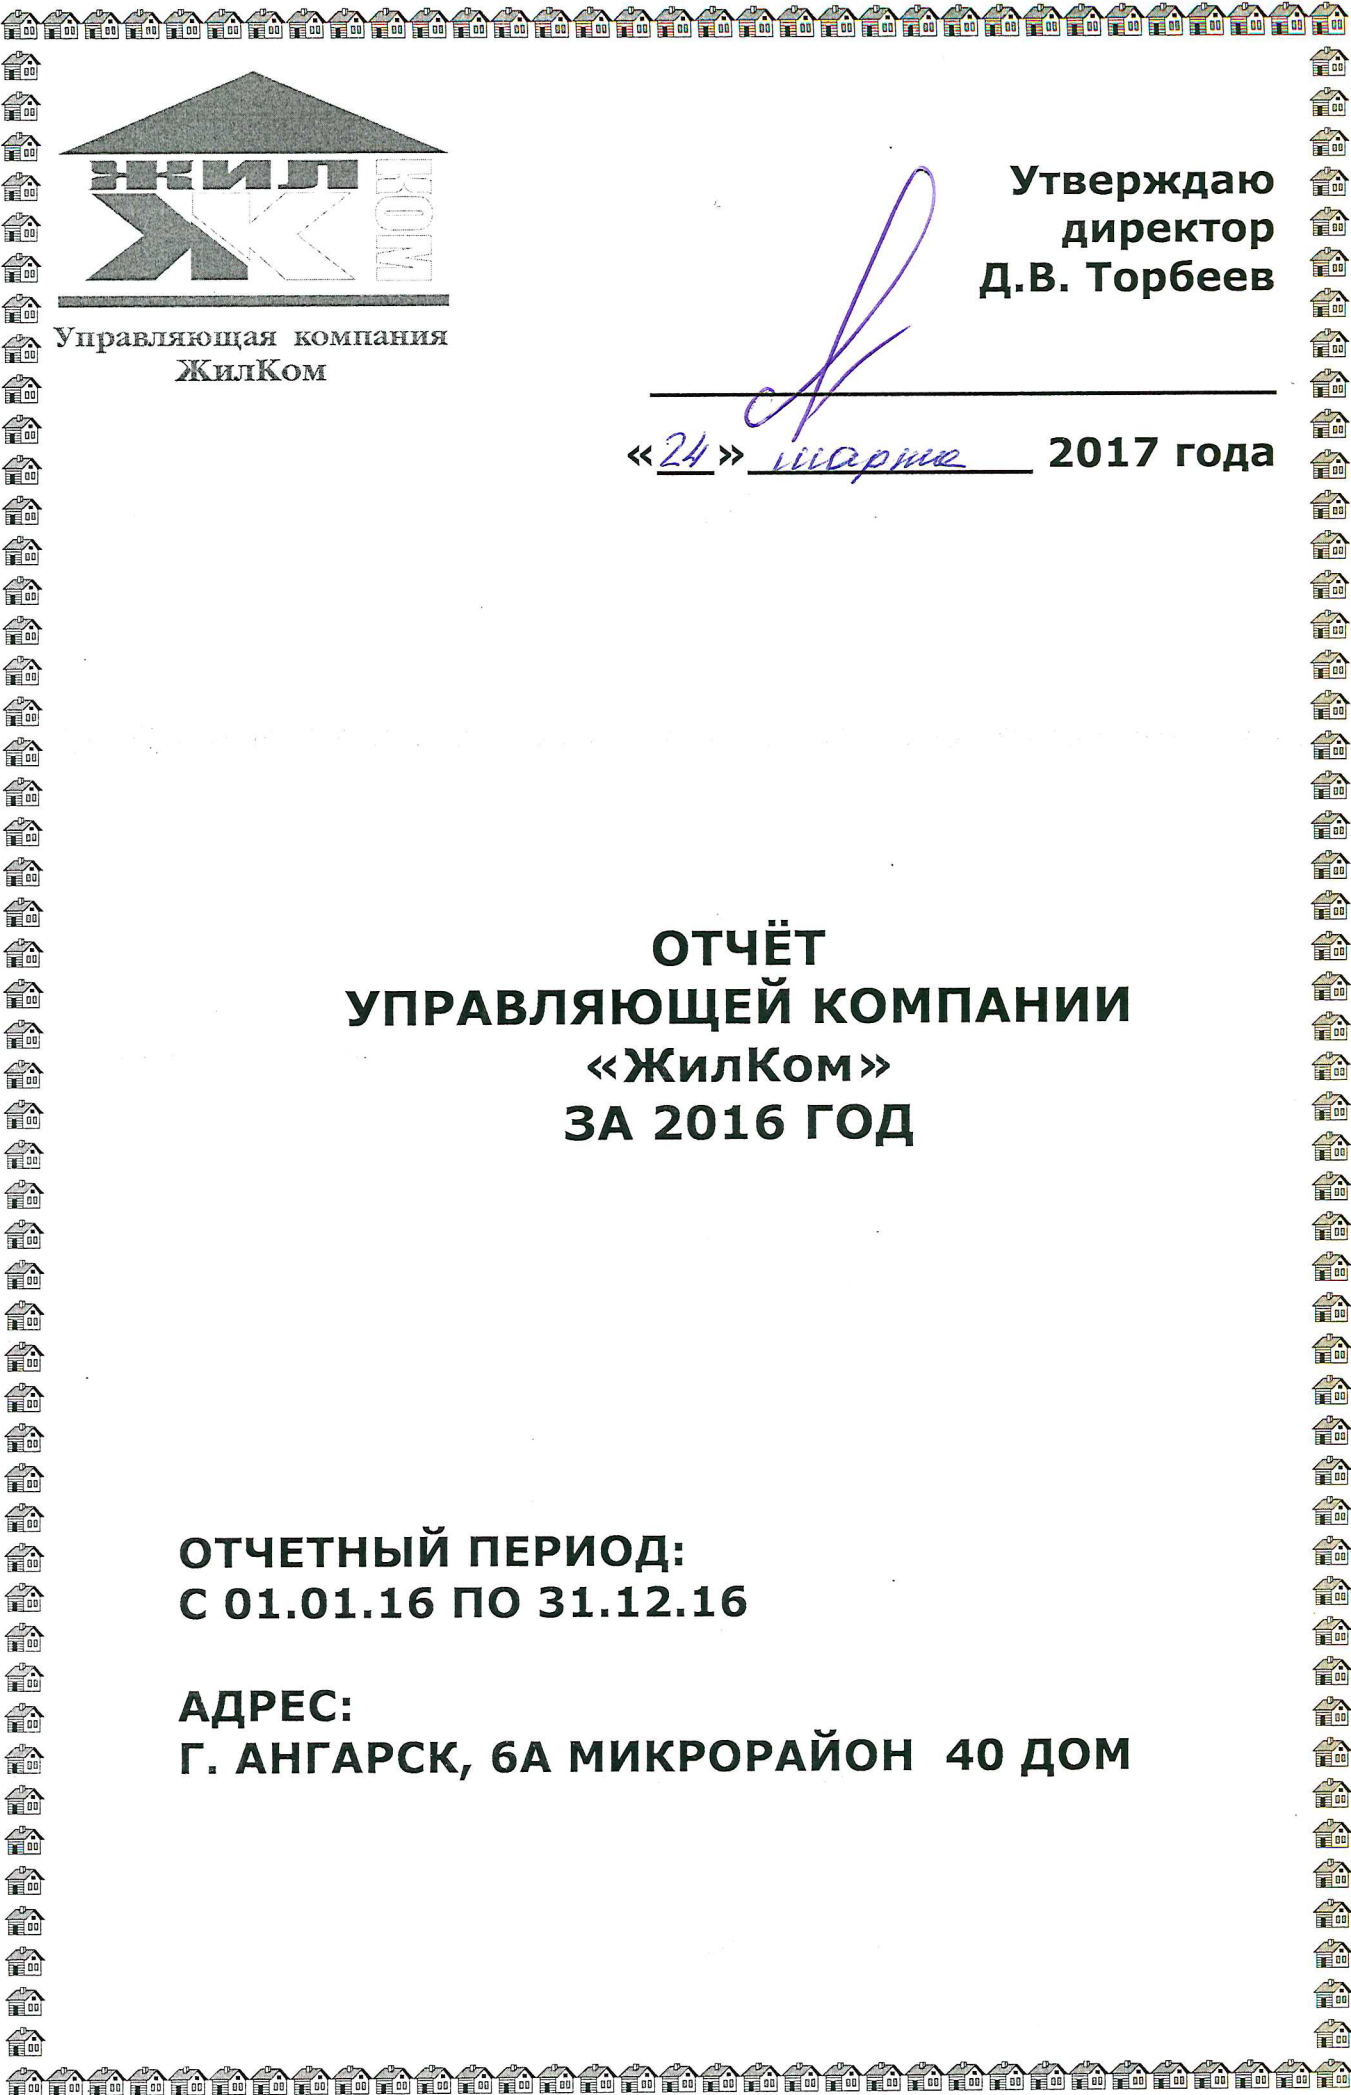 ЖИЛ
КОМ
ЖК
Управляющая компания
ЖилКом
Утверждаю
директор
Д.В. Торбеев
«24» марта 2017 года
ОТЧЁТ
УПРАВЛЯЮЩЕЙ КОМПАНИИ
«ЖилКом»
ЗА 2016 ГОД
ОТЧЕТНЫЙ ПЕРИОД:
С 01.01.16 ПО 31.12.16
АДРЕС:
Г. АНГАРСК, 6А МИКРОРАЙОН 40 ДОМ